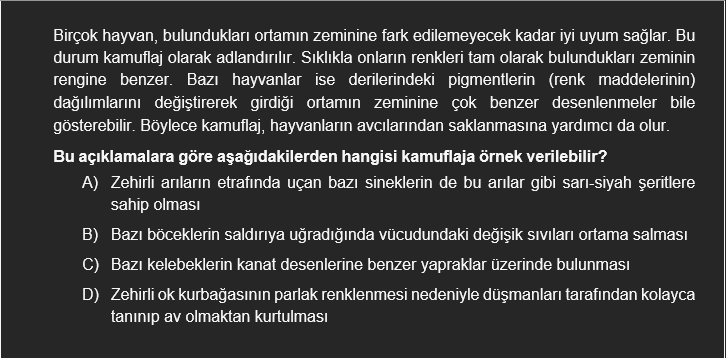 Birçok hayvan, bulundukları ortamın zeminine fark edilemeyecek kadar iyi uyum sağlar. Bu
durum kamuflaj olarak adlandırılır. Sıklıkla onların renkleri tam olarak bulundukları zeminin
rengine benzer. Bazı hayvanlar ise derilerindeki pigmentlerin (renk maddelerinin)
dağılımlarını değiştirerek girdiği ortamın zeminine çok benzer desenlenmeler bile
gösterebilir. Böylece kamuflaj, hayvanların avcılarından saklanmasına yardımcı da olur.
Bu açıklamalara göre aşağıdakilerden hangisi kamuflaja örnek verilebilir?
A) Zehirli arıların etrafında uçan bazı sineklerin de bu arılar gibi sarı-siyah şeritlere
sahip olması
B) Bazı böceklerin saldırıya uğradığında vücudundaki değişik sıvıları ortama salması
C) Bazı kelebeklerin kanat desenlerine benzer yapraklar üzerinde bulunması
D) Zehirli ok kurbağasının parlak renklenmesi nedeniyle düşmanları tarafından kolayca
tanınıp av olmaktan kurtulması